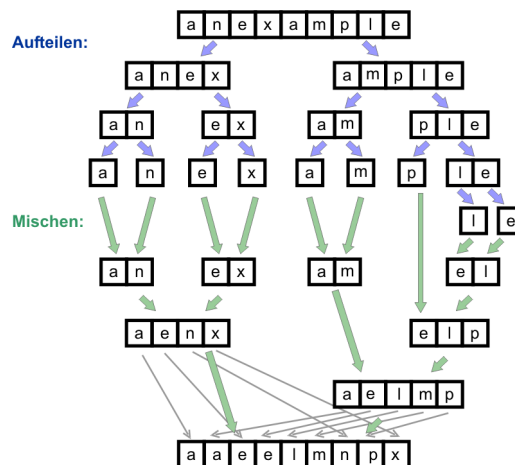 a n e x a m p l e
Aufteilen:
a n e x a m p l e
a n e x a m p l e
a n e x a m p l e
Mischen: l e
a n e x a m e l
a e n x e l p
a e l m p
a a e e l m n p x